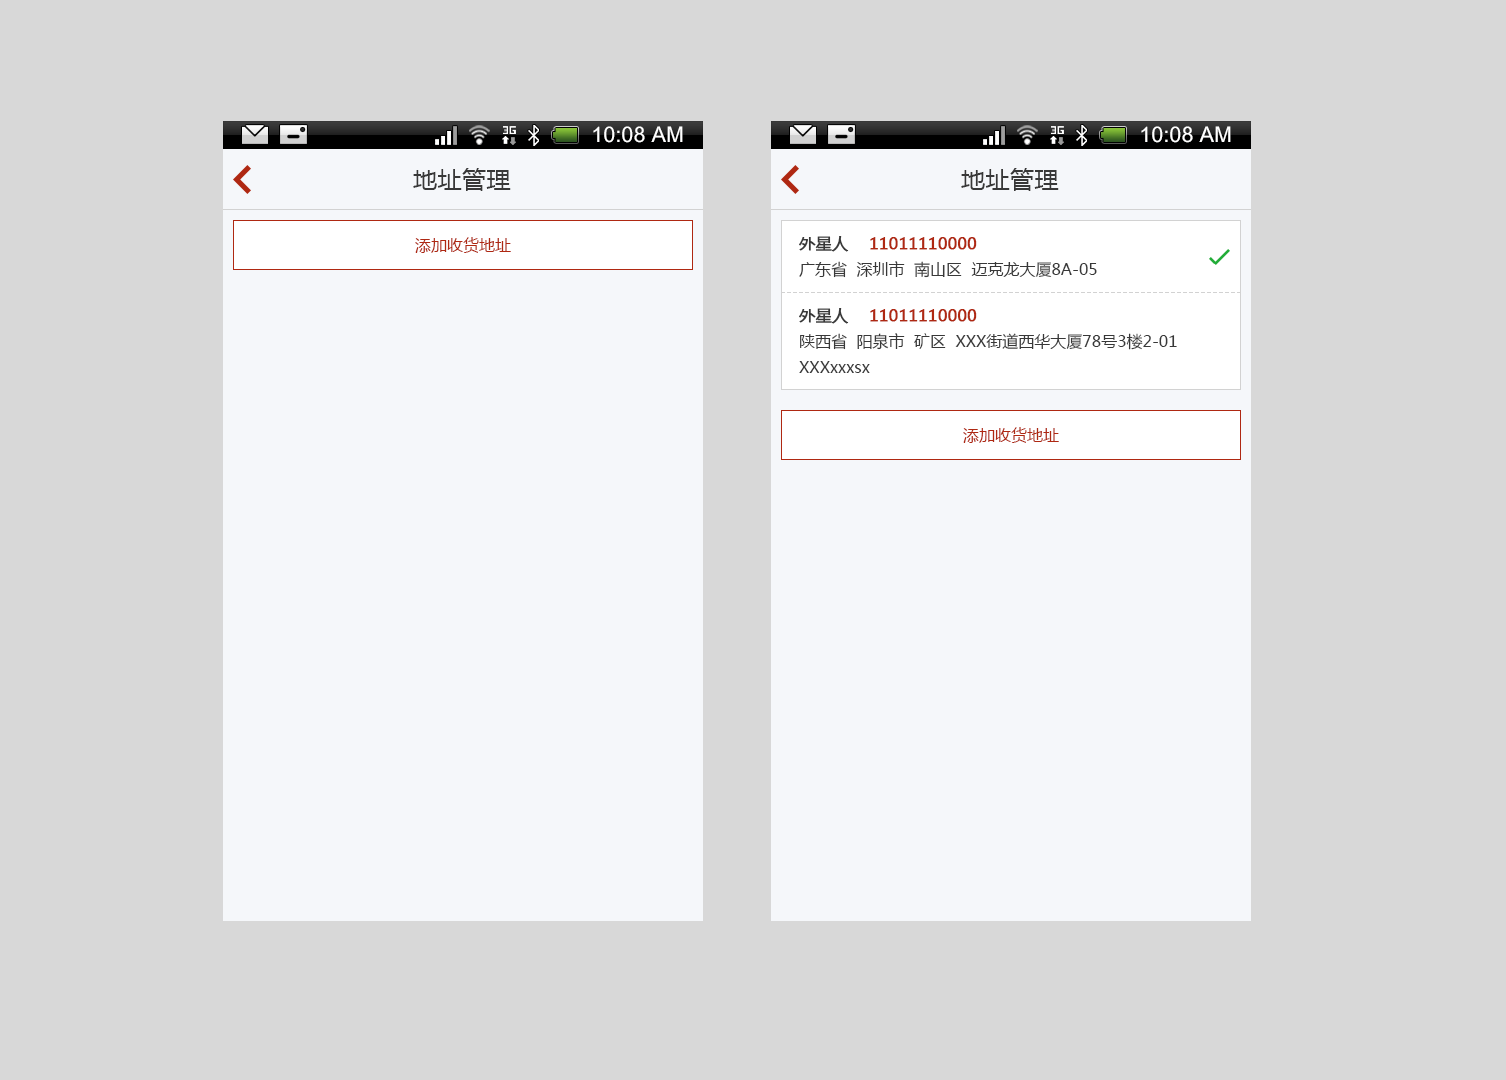 3G
10:08 AM
地址管理
添加收货地址
3G
10:08 AM
地址管理
外星人 11011110000
广东省 深圳市 南山区 迈克龙大厦8A-05
外星人 11011110000
陕西省 阳泉市 矿区 XXX街道西华大厦78号3楼2-01
XXXxxxsx
添加收货地址